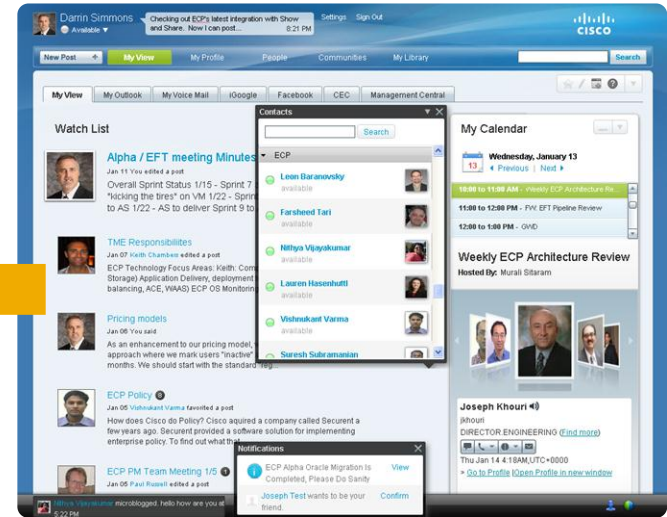 Darrin Simmons
Available
Checking out ECP's latest integration with Show
and Share. Now I can post...
8:21 PM
Settings Sign Out
CISCO
New Post +
My View
My Profile
People
Communities
My Library
Search
My View
My Outlook
My Voice Mail
iGoogle
Facebook
CEC
Management Central
Watch List
Alpha / EFT meeting Minutes
Jan 11 You edited a post
Overall Sprint Status 1/15 - Sprint 7
"kicking the tires" on VM 1/22 - Sprin
to AS 1/22 - AS to deliver Sprint 9 to
TME Responsibilites
Jan 07 Keith Chambers edited a post
ECP Technology Focus Areas: Keith: Com
Storage) Application Delivery, deployment
balancing, ACE, WAAS) ECP OS Monitorin
Pricing models
Jan 06 You said
As an enhancement to our pricing model,
approach where we mark users "inactive"
months. We should start with the standard "reg...
ECP Policy
Jan 05 Vishnukant Varma favorited a post
How does Cisco do Policy? Cisco aquired a company called Securent a
few years ago. Securent provided a software solution for implementing
enterprise policy. To find out what that
ECP PM Team Meeting 1/5
Jan 05 Paul Russell edited a post
Contacts
Search
ECP
Leon Baranovsky
available
Farsheed Tari
available
Nithya Vijayakumar
available
Lauren Hasenhuttl
available
Vishnukant Varma
available
Suresh Subramanian
My Calendar
13
Wednesday, January 13
Previous | Next
10:00 to 11:00 AM - Weekly ECP Architecture Re...
11:00 to 12:00 PM - FW: EFT Pipeline Review
12:00 to 1:00 PM - GWD
Weekly ECP Architecture Review
Hosted By: Murali Sitaram
Joseph Khouri
jkhouri
DIRECTOR.ENGINEERING (Find more)
Thu Jan 14 4:18AM,UTC+0000
» Go to Profile |Open Profile in new window
Notifications
ECP Alpha Oracle Migration Is
Completed, Please Do Sanity
View
Joseph Test wants to be your
friend.
Confirm
Nithya Vijayakumar microblogged. hello how are you at
5:22 PM